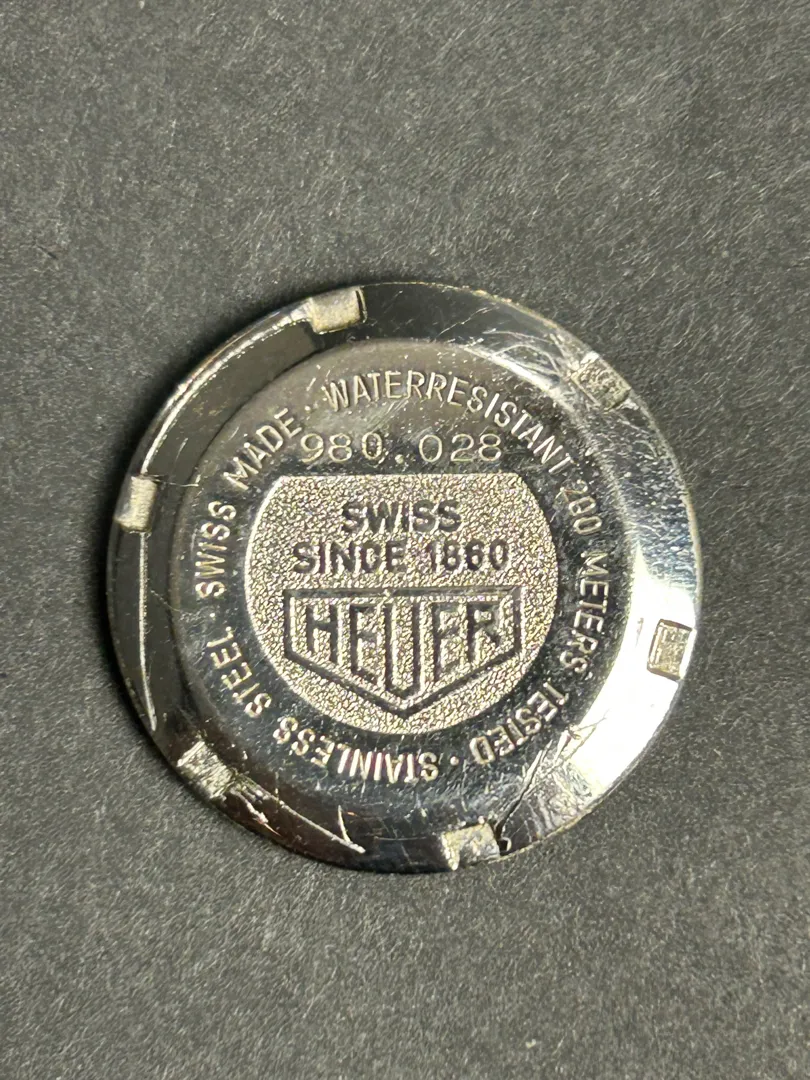 · WATERRESISTANT 200 METERS TESTED · STAINLESS STEEL · SWISS MADE
980.028
SWISS
SINCE 1860
HEUER